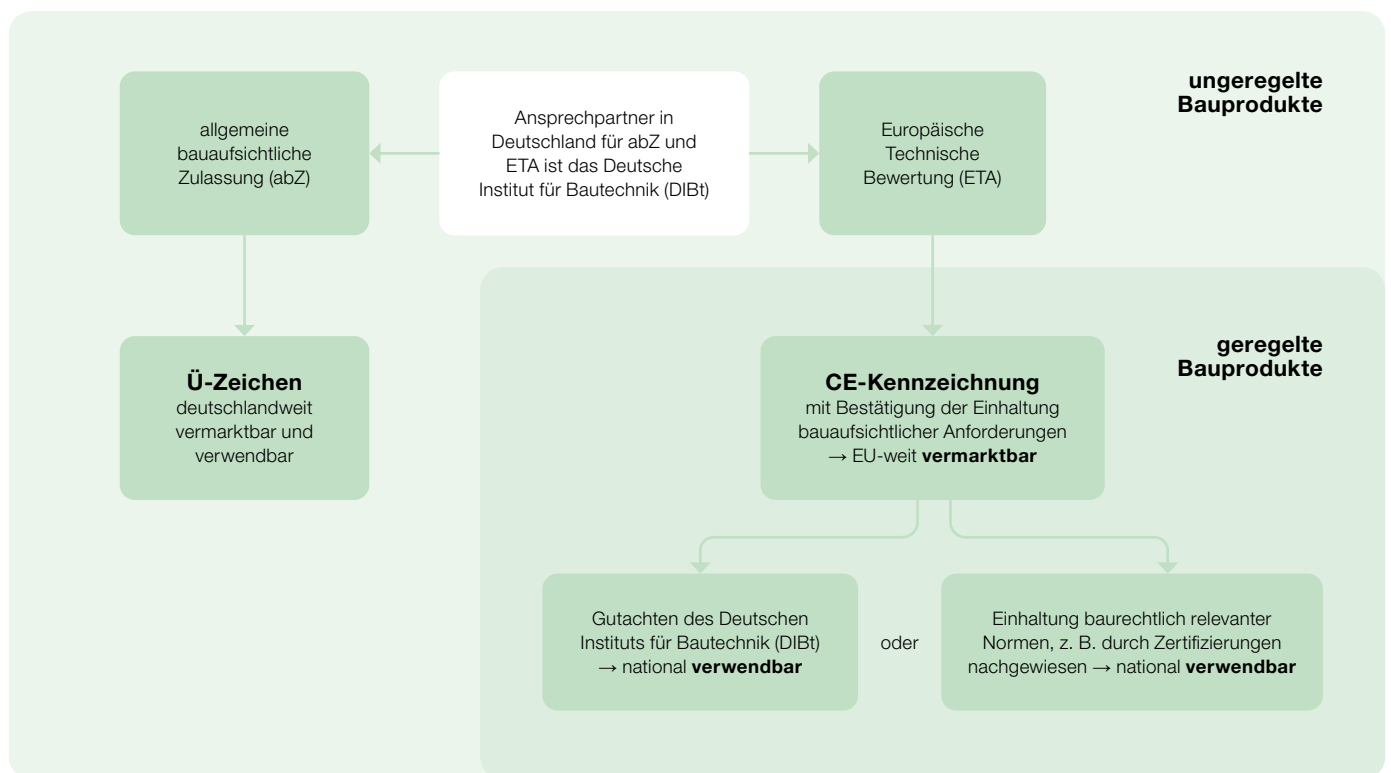 ungeregelte
Bauprodukte
allgemeine
bauaufsichtliche
Zulassung (abZ)
Ansprechpartner in
Deutschland für abZ und
ETA ist das Deutsche
Institut für Bautechnik (DIBt)
Europäische
Technische
Bewertung (ETA)
geregelte
Bauprodukte
Ü-Zeichen
deutschlandweit
vermarktbar und
verwendbar
CE-Kennzeichnung
mit Bestätigung der Einhaltung
bauaufsichtlicher Anforderungen
→ EU-weit vermarktbar
Gutachten des Deutschen
Instituts für Bautechnik (DIBt)
→ national verwendbar
oder
Einhaltung baurechtlich relevanter
Normen, z. B. durch Zertifizierungen
nachgewiesen → national verwendbar